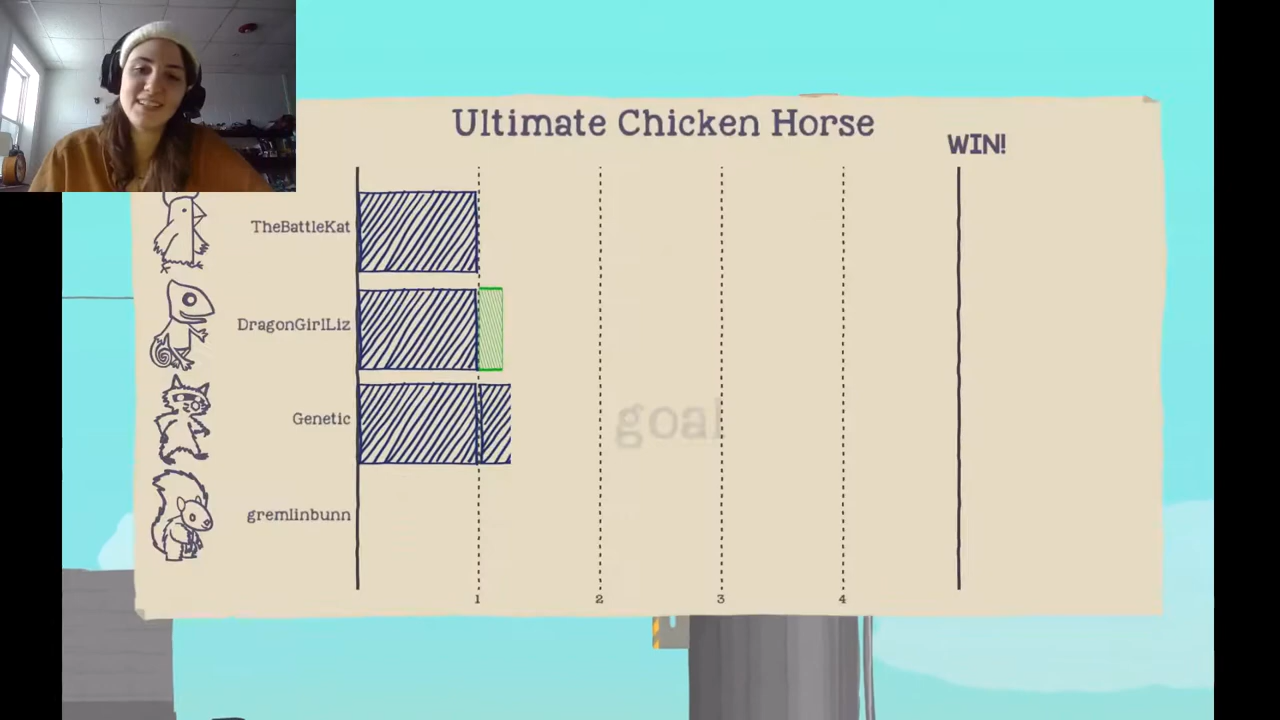 Ultimate Chicken Horse
WIN!
TheBattleKat
DragonGirlLiz
Genetic
goal
gremlinbunn
1 2 3 4